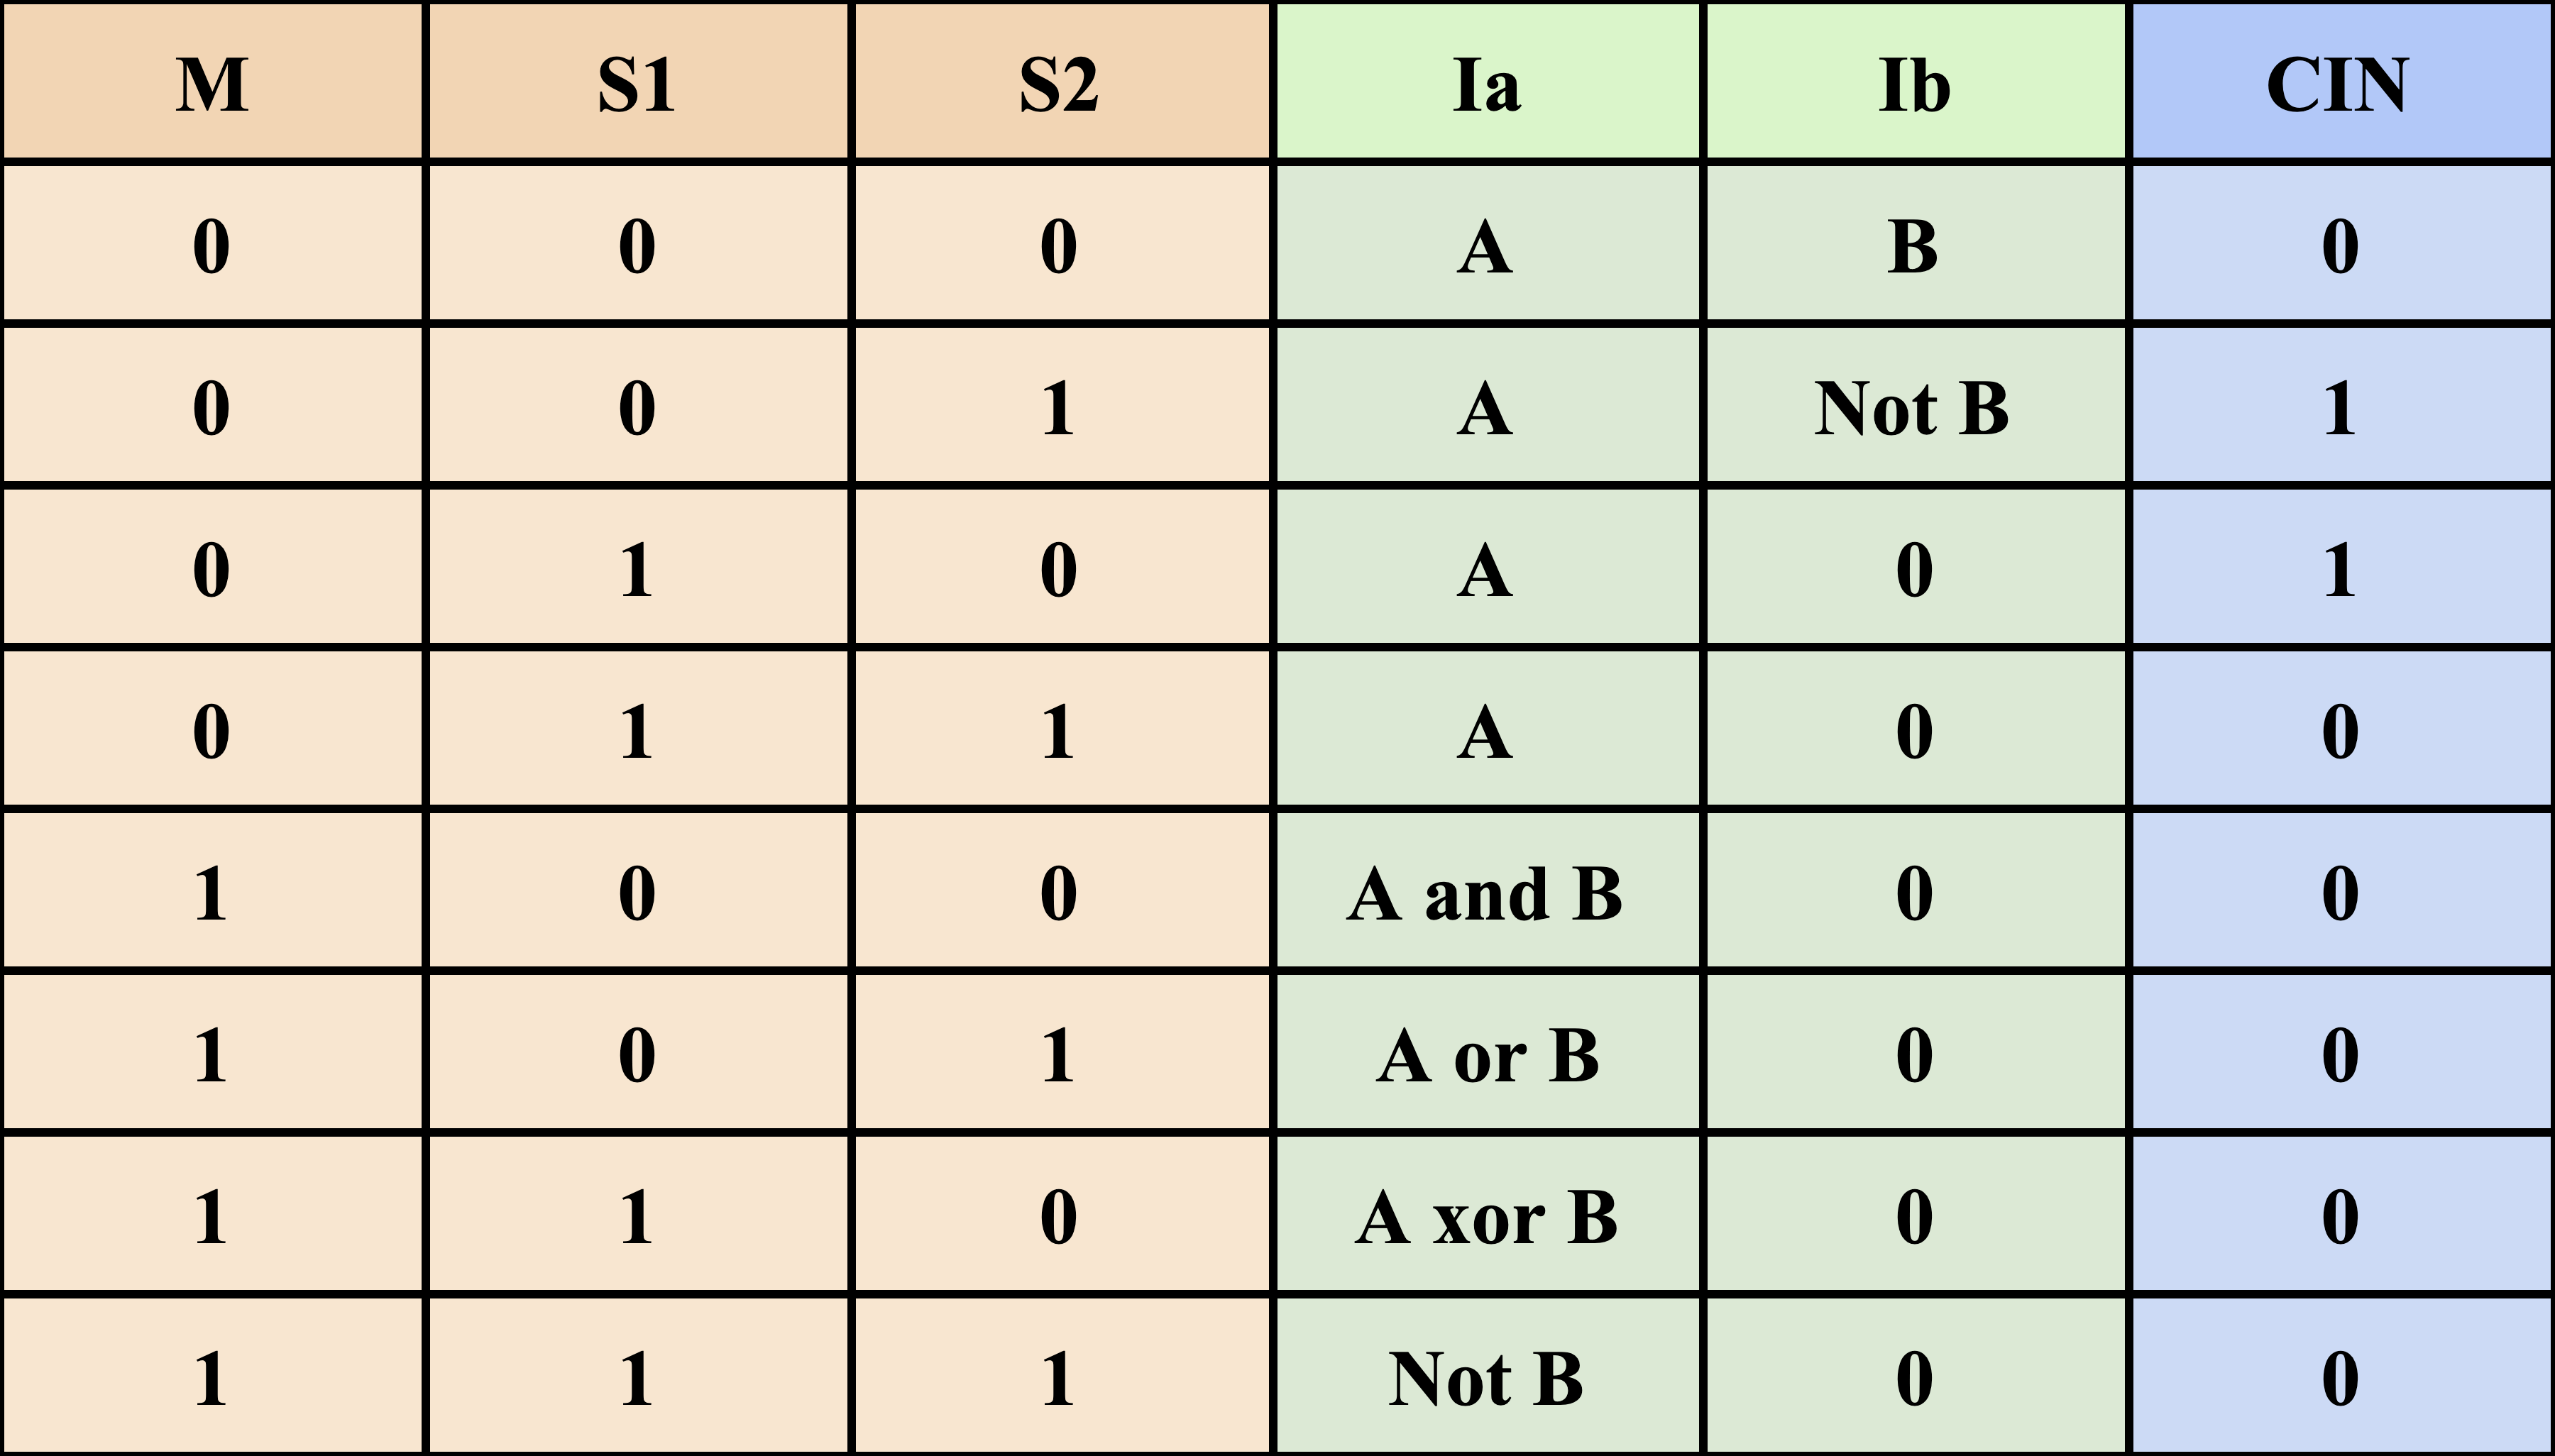 M S1 S2 Ia Ib CIN
0 0 0 A B 0
0 0 1 A Not B 1
0 1 0 A 0 1
0 1 1 A 0 0
1 0 0 A and B 0 0
1 0 1 A or B 0 0
1 1 0 A xor B 0 0
1 1 1 Not B 0 0